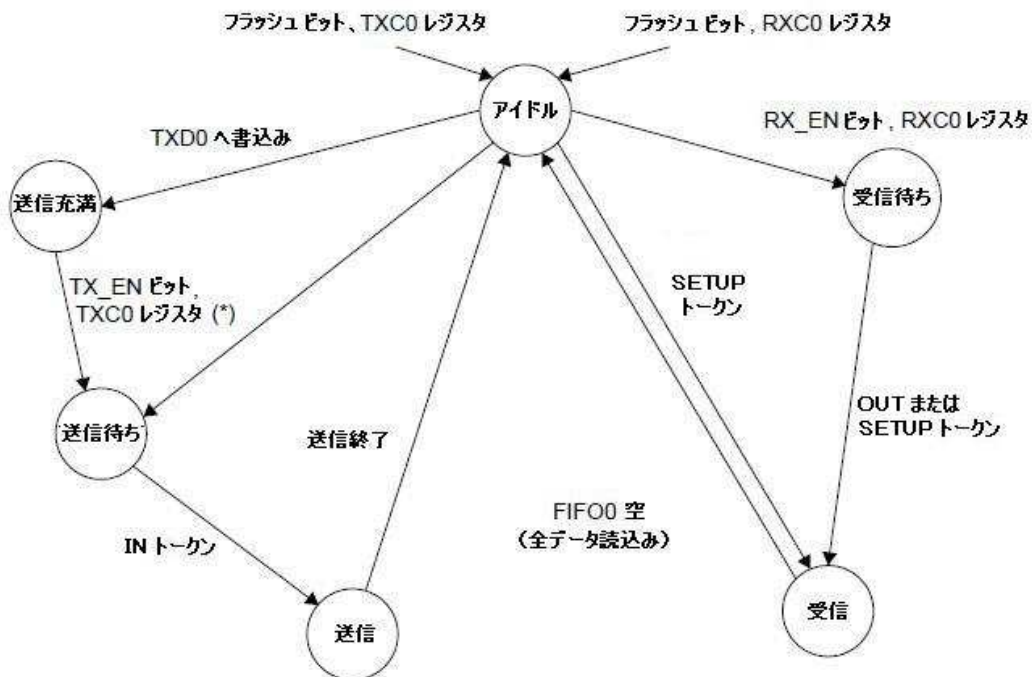 フラッシュ ビット、TXC0 レジスタ
フラッシュ ビット, RXC0 レジスタ
アイドル
TXD0 へ書込み
RX_EN ビット, RXC0 レジスタ
送信充満
受信待ち
TX_EN ビット,
TXC0 レジスタ (*)
SETUP
トークン
送信待ち
送信終了
OUT または
SETUP トークン
FIFO0 空
(全データ読込み)
IN トークン
送信
受信